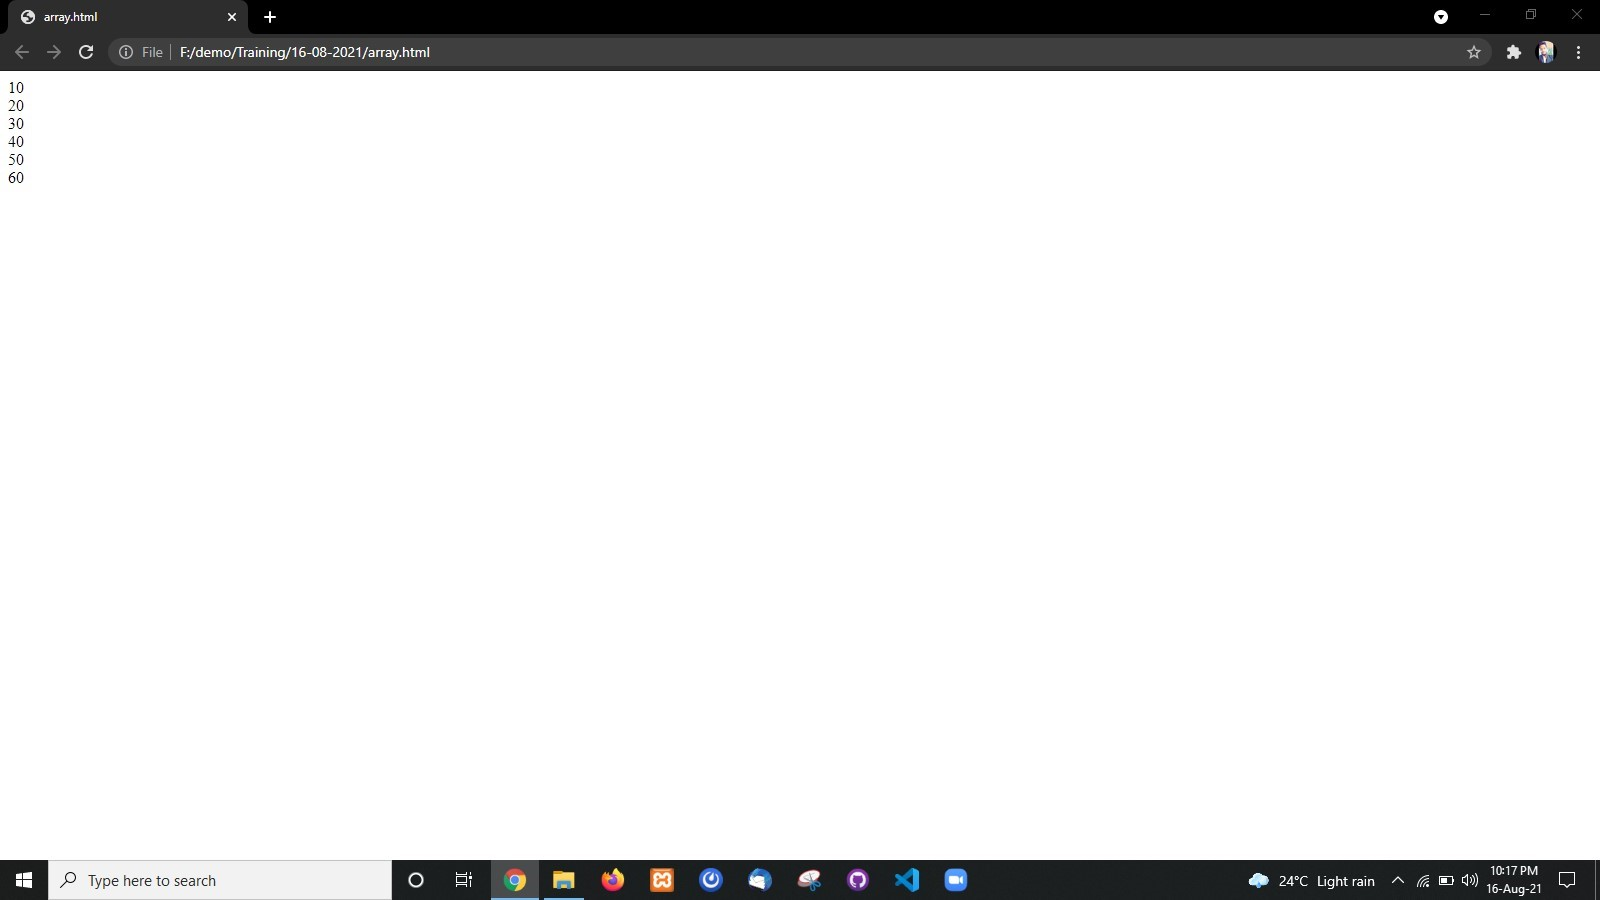 array.html
File F:/demo/Training/16-08-2021/array.html
10
20
30
40
50
60
Type here to search
24°C Light rain
10:17 PM
16-Aug-21